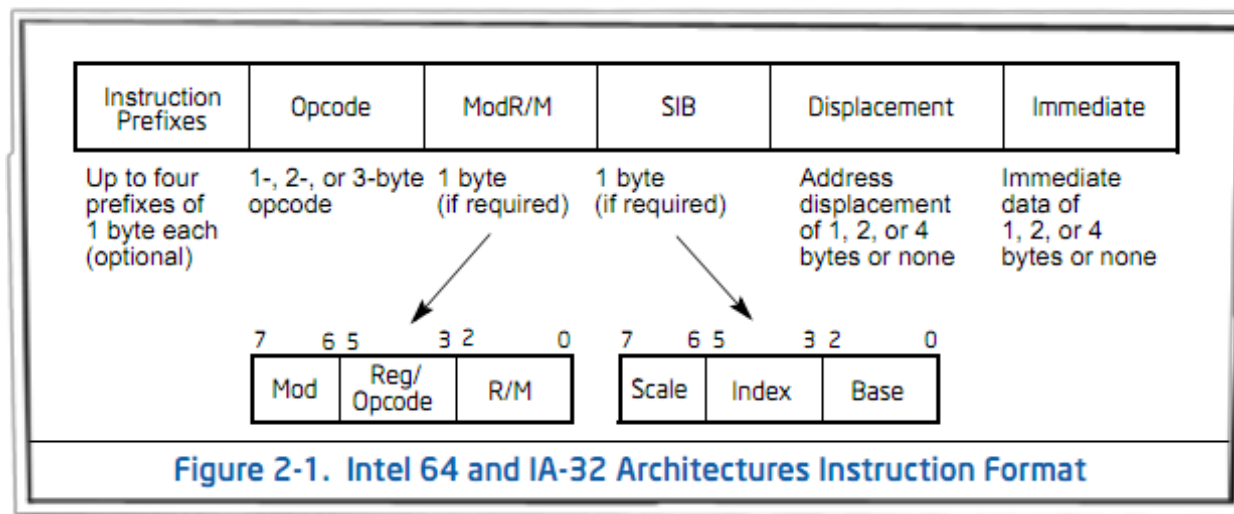 Instruction Prefixes Opcode ModR/M SIB Displacement Immediate
Up to four 1-, 2-, or 3-byte 1 byte 1 byte Address Immediate
prefixes of opcode (if required) (if required) displacement data of
1 byte each of 1, 2, or 4 1, 2, or 4
(optional) bytes or none bytes or none
7 6 5 3 2 0 7 6 5 3 2 0
Mod Reg/ Opcode R/M Scale Index Base
Figure 2-1. Intel 64 and IA-32 Architectures Instruction Format